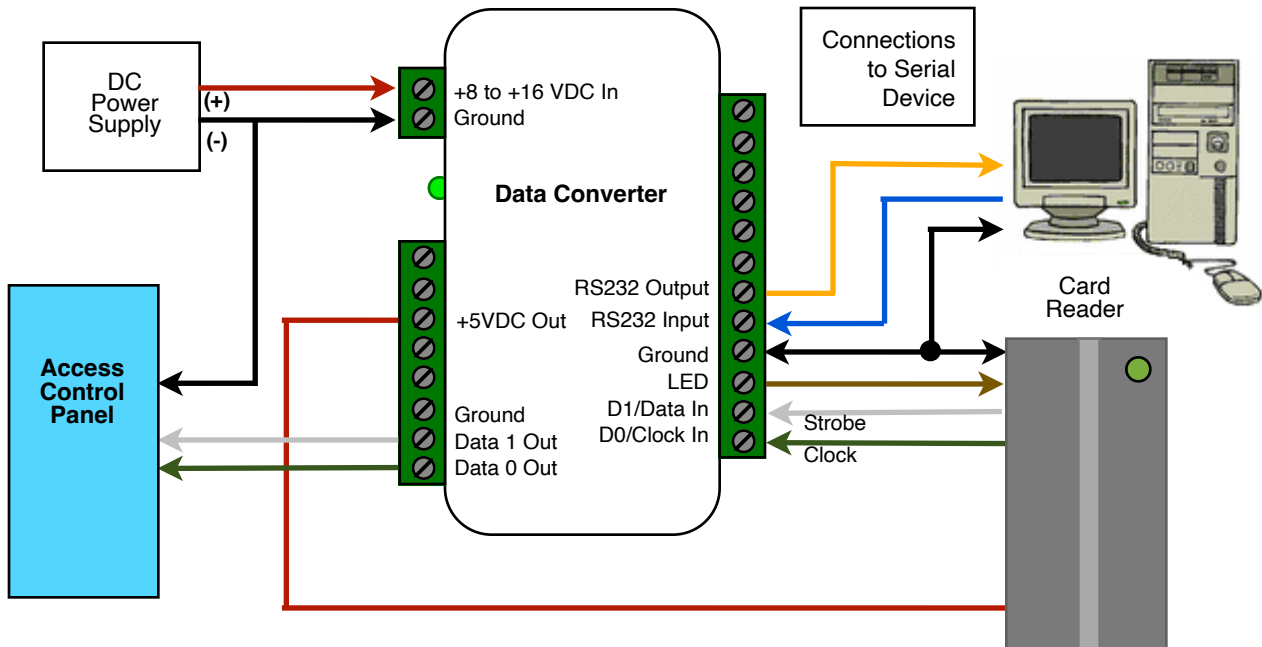 DC
Power
Supply
(+)
(-)
+8 to +16 VDC In
Ground
Data Converter
Connections
to Serial
Device
RS232 Output
+5VDC Out
RS232 Input
Ground
LED
Ground
D1/Data In
Data 1 Out
D0/Clock In
Data 0 Out
Strobe
Clock
Card
Reader
Access
Control
Panel